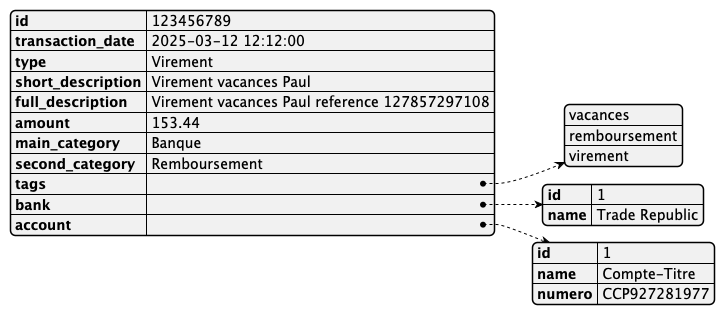 id 123456789
transaction_date 2025-03-12 12:12:00
type Virement
short_description Virement vacances Paul
full_description Virement vacances Paul reference 127857297108
amount 153.44
main_category Banque
second_category Remboursement
tags
bank
account
vacances
remboursement
virement
id 1
name Trade Republic
id 1
name Compte-Titre
numero CCP927281977